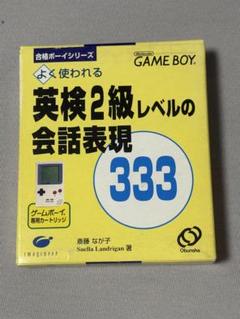 合格ボーイシリーズ
Nintendo
GAME BOY
よく使われる
英検2級レベルの
会話表現
333
ゲームボーイ
専用カートリッジ
斎藤 なが子
Suella Landrigan 著
imagineer
Obunsha